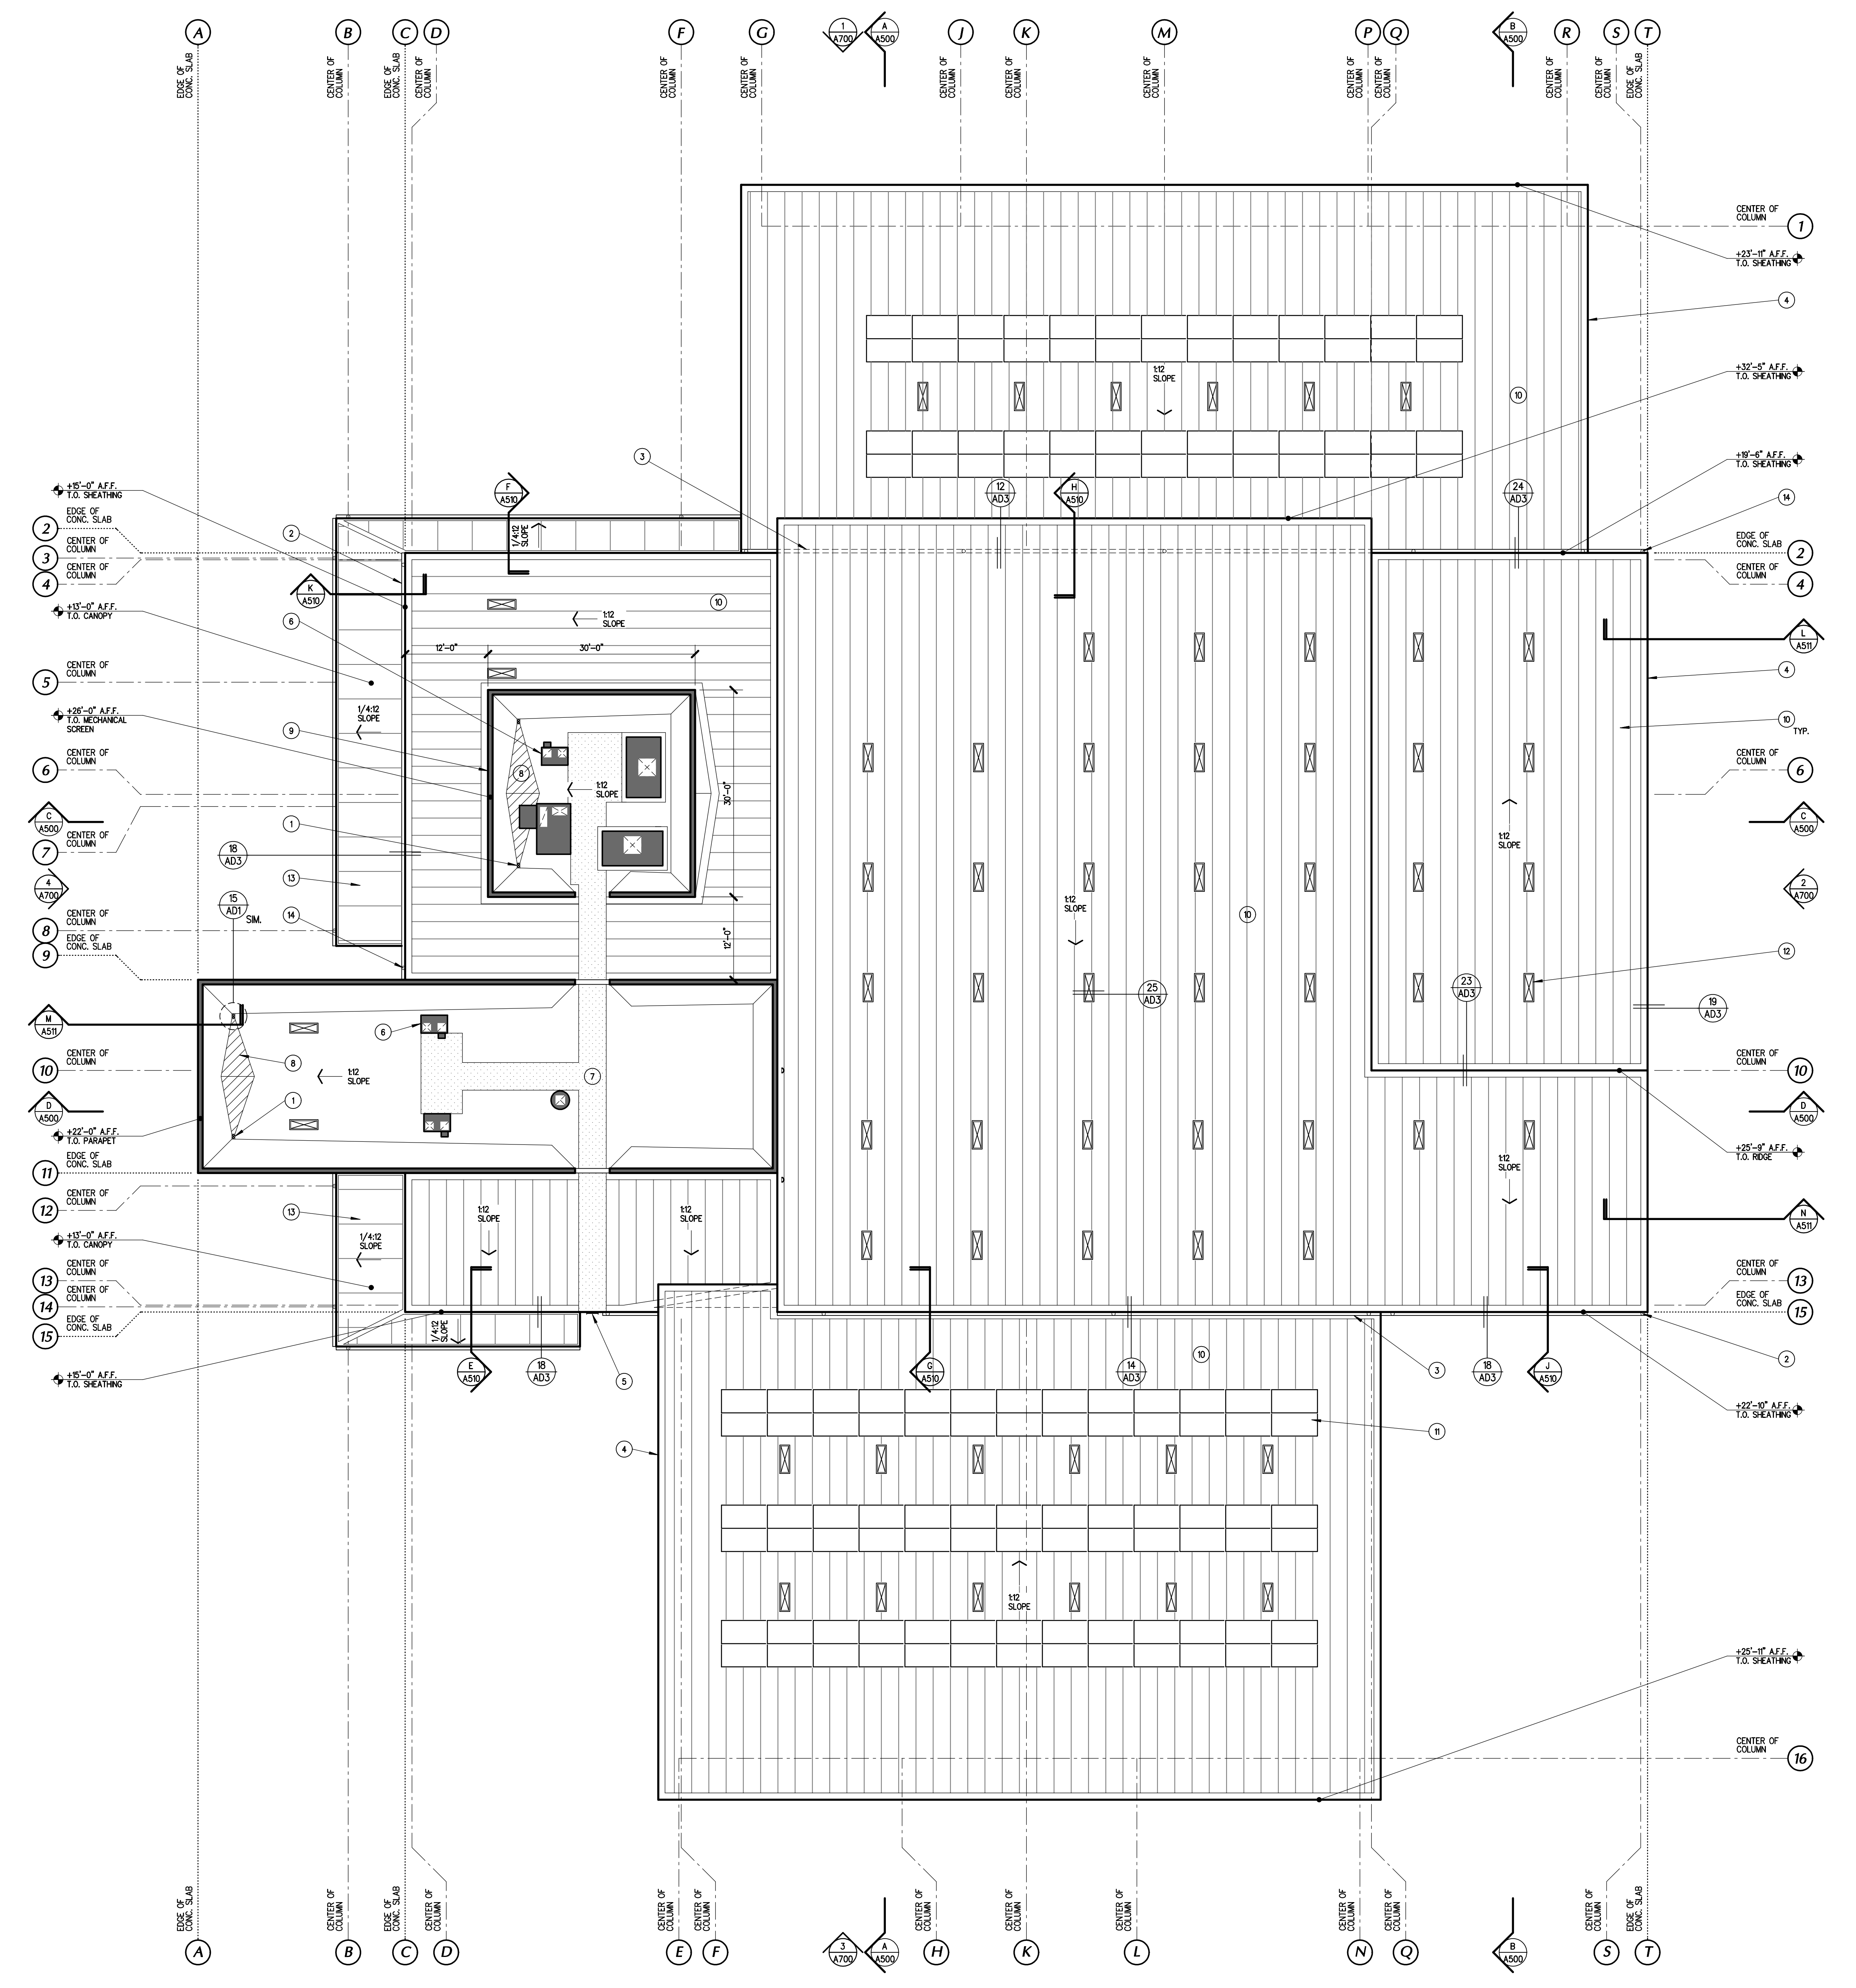 A
B
C
D
F
G
1
A700
A
A500
J
K
M
P
Q
B
A500
R
S
T
EDGE OF
CONC. SLAB
CENTER OF
COLUMN
EDGE OF
CONC. SLAB
CENTER OF
COLUMN
CENTER OF
COLUMN
CENTER OF
COLUMN
CENTER OF
COLUMN
CENTER OF
COLUMN
CENTER OF
COLUMN
CENTER OF
COLUMN
CENTER OF
COLUMN
CENTER OF
COLUMN
CENTER OF
COLUMN
EDGE OF
CONC. SLAB
CENTER OF
COLUMN
1
+23'-11" A.F.F.
T.O. SHEATHING
4
+32'-5" A.F.F.
T.O. SHEATHING
1:12
SLOPE
10
3
+19'-6" A.F.F.
T.O. SHEATHING
+15'-0" A.F.F.
T.O. SHEATHING
F
A510
12
AD3
H
A510
24
AD3
14
EDGE OF
CONC. SLAB
2
CENTER OF
COLUMN
3
CENTER OF
COLUMN
4
2
1/4:12
SLOPE
EDGE OF
CONC. SLAB
2
CENTER OF
COLUMN
4
K
A510
10
+13'-0" A.F.F.
T.O. CANOPY
6
1:12
SLOPE
L
A511
12'-0"
30'-0"
CENTER OF
COLUMN
5
4
1/4:12
SLOPE
+26'-0" A.F.F.
T.O. MECHANICAL
SCREEN
9
10
TYP.
CENTER OF
COLUMN
6
8
1:12
SLOPE
30'-0"
CENTER OF
COLUMN
6
C
A500
1
C
A500
CENTER OF
COLUMN
7
18
AD3
1:12
SLOPE
13
4
A700
2
A700
15
AD1
SIM.
14
1:12
SLOPE
10
CENTER OF
COLUMN
8
EDGE OF
CONC. SLAB
9
12'-0"
12
25
AD3
23
AD3
19
AD3
M
A511
6
8
CENTER OF
COLUMN
10
1:12
SLOPE
7
CENTER OF
COLUMN
10
1
D
A500
D
A500
+22'-0" A.F.F.
T.O. PARAPET
+25'-9" A.F.F.
T.O. RIDGE
EDGE OF
CONC. SLAB
11
1:12
SLOPE
CENTER OF
COLUMN
12
13
1:12
SLOPE
1:12
SLOPE
N
A511
+13'-0" A.F.F.
T.O. CANOPY
1/4:12
SLOPE
CENTER OF
COLUMN
13
CENTER OF
COLUMN
14
EDGE OF
CONC. SLAB
15
CENTER OF
COLUMN
13
EDGE OF
CONC. SLAB
15
1/4:12
SLOPE
+15'-0" A.F.F.
T.O. SHEATHING
E
A510
18
AD3
5
G
A510
14
AD3
10
3
18
AD3
J
A510
2
+22'-10" A.F.F.
T.O. SHEATHING
4
11
1:12
SLOPE
+25'-11" A.F.F.
T.O. SHEATHING
CENTER OF
COLUMN
16
EDGE OF
CONC. SLAB
CENTER OF
COLUMN
EDGE OF
CONC. SLAB
CENTER OF
COLUMN
CENTER OF
COLUMN
CENTER OF
COLUMN
CENTER OF
COLUMN
CENTER OF
COLUMN
CENTER OF
COLUMN
CENTER OF
COLUMN
CENTER OF
COLUMN
CENTER OF
COLUMN
EDGE OF
CONC. SLAB
A
B
C
D
E
F
3
A700
A
A500
H
K
L
N
Q
B
A500
S
T